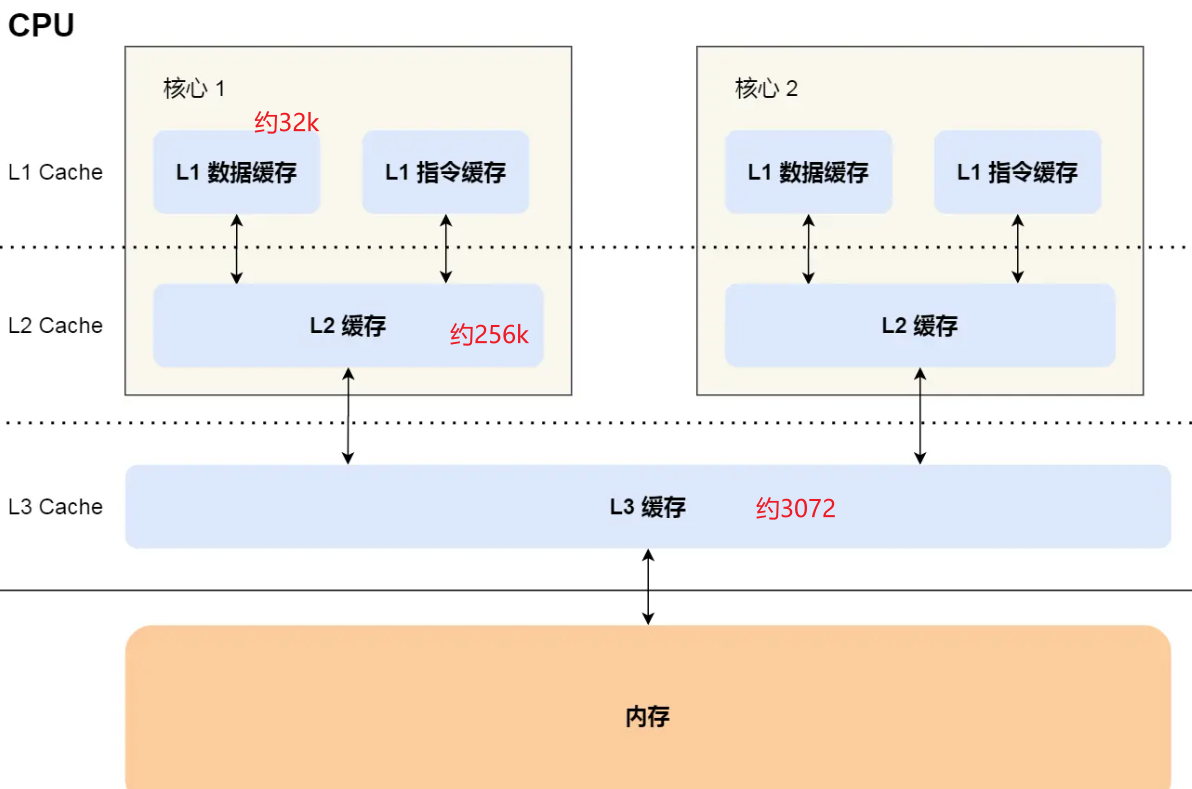 CPU
核心 1
核心 2
约32k
L1 Cache
L1 数据缓存
L1 指令缓存
L1 数据缓存
L1 指令缓存
L2 Cache
L2 缓存
约256k
L2 缓存
L3 Cache
L3 缓存
约3072
内存